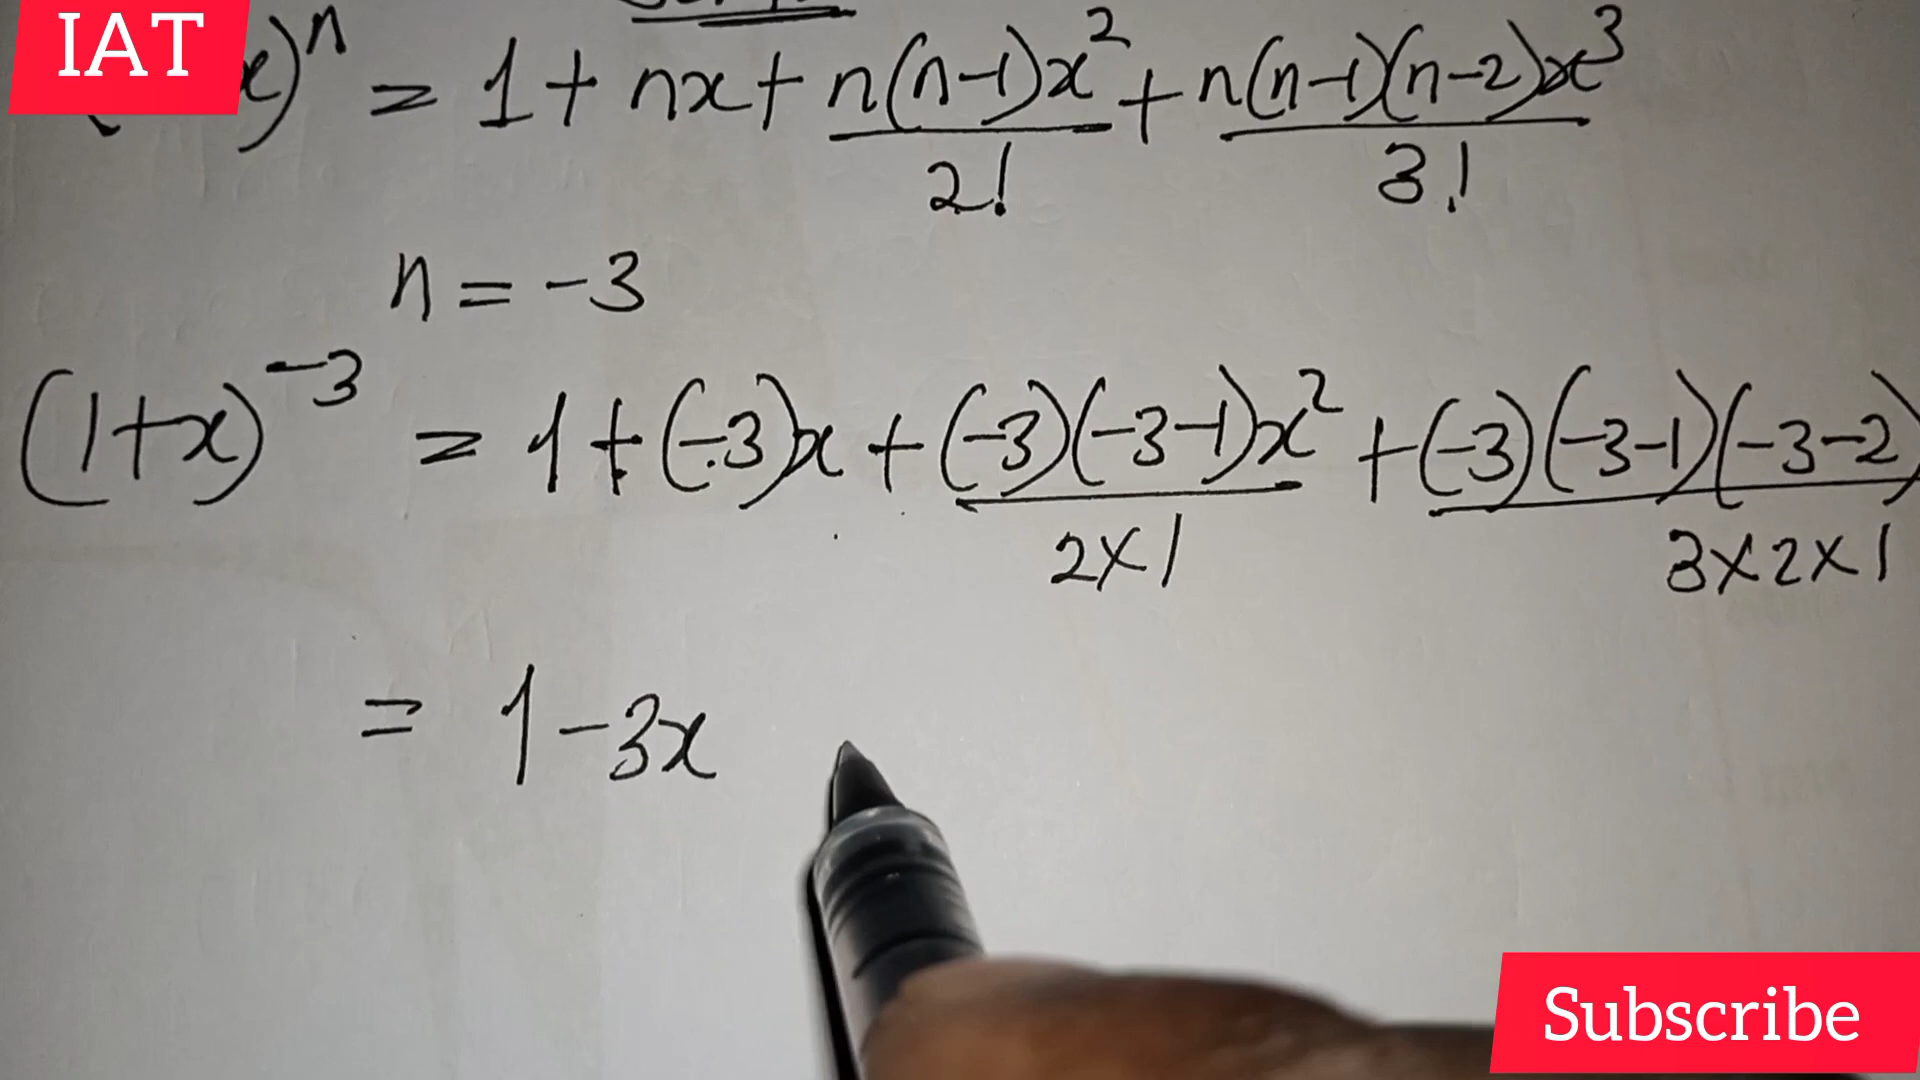 IAT
x)ⁿ = 1 + nx + n(n-1)x²/2! + n(n-1)(n-2)x³/3!
n = -3
(1+x)⁻³ = 1 + (-3)x + (-3)(-3-1)x²/2×1 + (-3)(-3-1)(-3-2)/3×2×1
= 1 - 3x
Subscribe